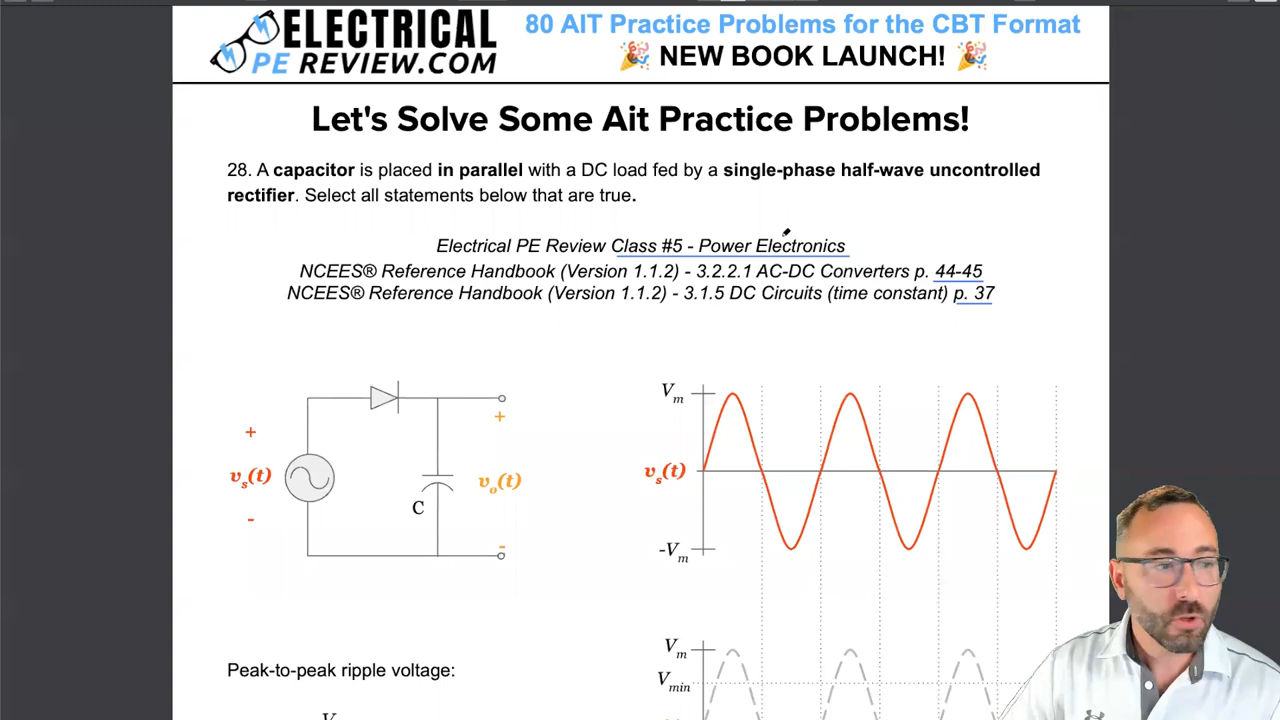 ELECTRICAL
PE REVIEW.COM
80 AIT Practice Problems for the CBT Format
🎉 NEW BOOK LAUNCH! 🎉
Let's Solve Some Ait Practice Problems!
28. A capacitor is placed in parallel with a DC load fed by a single-phase half-wave uncontrolled
rectifier. Select all statements below that are true.
Electrical PE Review Class #5 - Power Electronics
NCEES® Reference Handbook (Version 1.1.2) - 3.2.2.1 AC-DC Converters p. 44-45
NCEES® Reference Handbook (Version 1.1.2) - 3.1.5 DC Circuits (time constant) p. 37
+
vs(t)
-
C
+
vo(t)
-
Vm
vs(t)
-Vm
Peak-to-peak ripple voltage:
V
Vm
Vmin